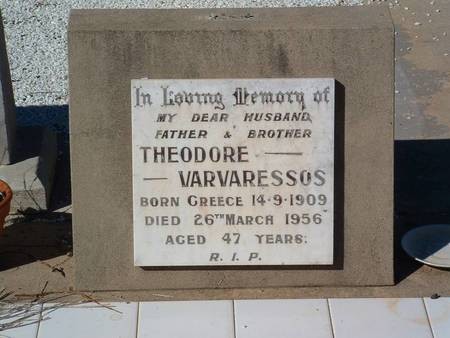 In Loving Memory of
MY DEAR HUSBAND
FATHER & BROTHER
THEODORE —
— VARVARESSOS
BORN GREECE 14·9·1909
DIED 26TH MARCH 1956
AGED 47 YEARS.
R. I. P.